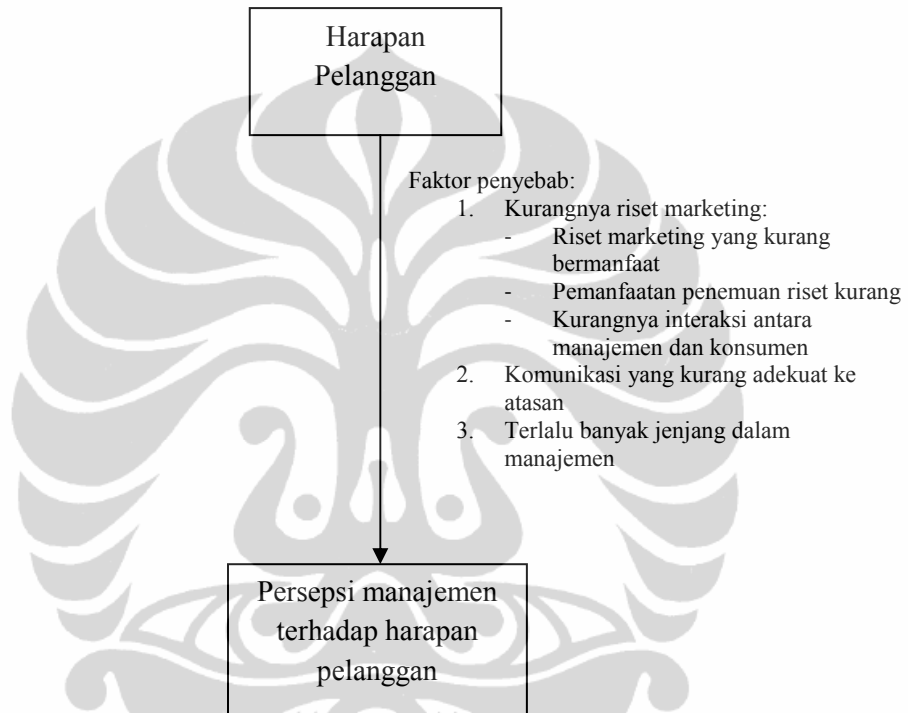 Harapan
Pelanggan
Faktor penyebab:
1. Kurangnya riset marketing:
- Riset marketing yang kurang
bermanfaat
- Pemanfaatan penemuan riset kurang
- Kurangnya interaksi antara
manajemen dan konsumen
2. Komunikasi yang kurang adekuat ke
atasan
3. Terlalu banyak jenjang dalam
manajemen
Persepsi manajemen
terhadap harapan
pelanggan